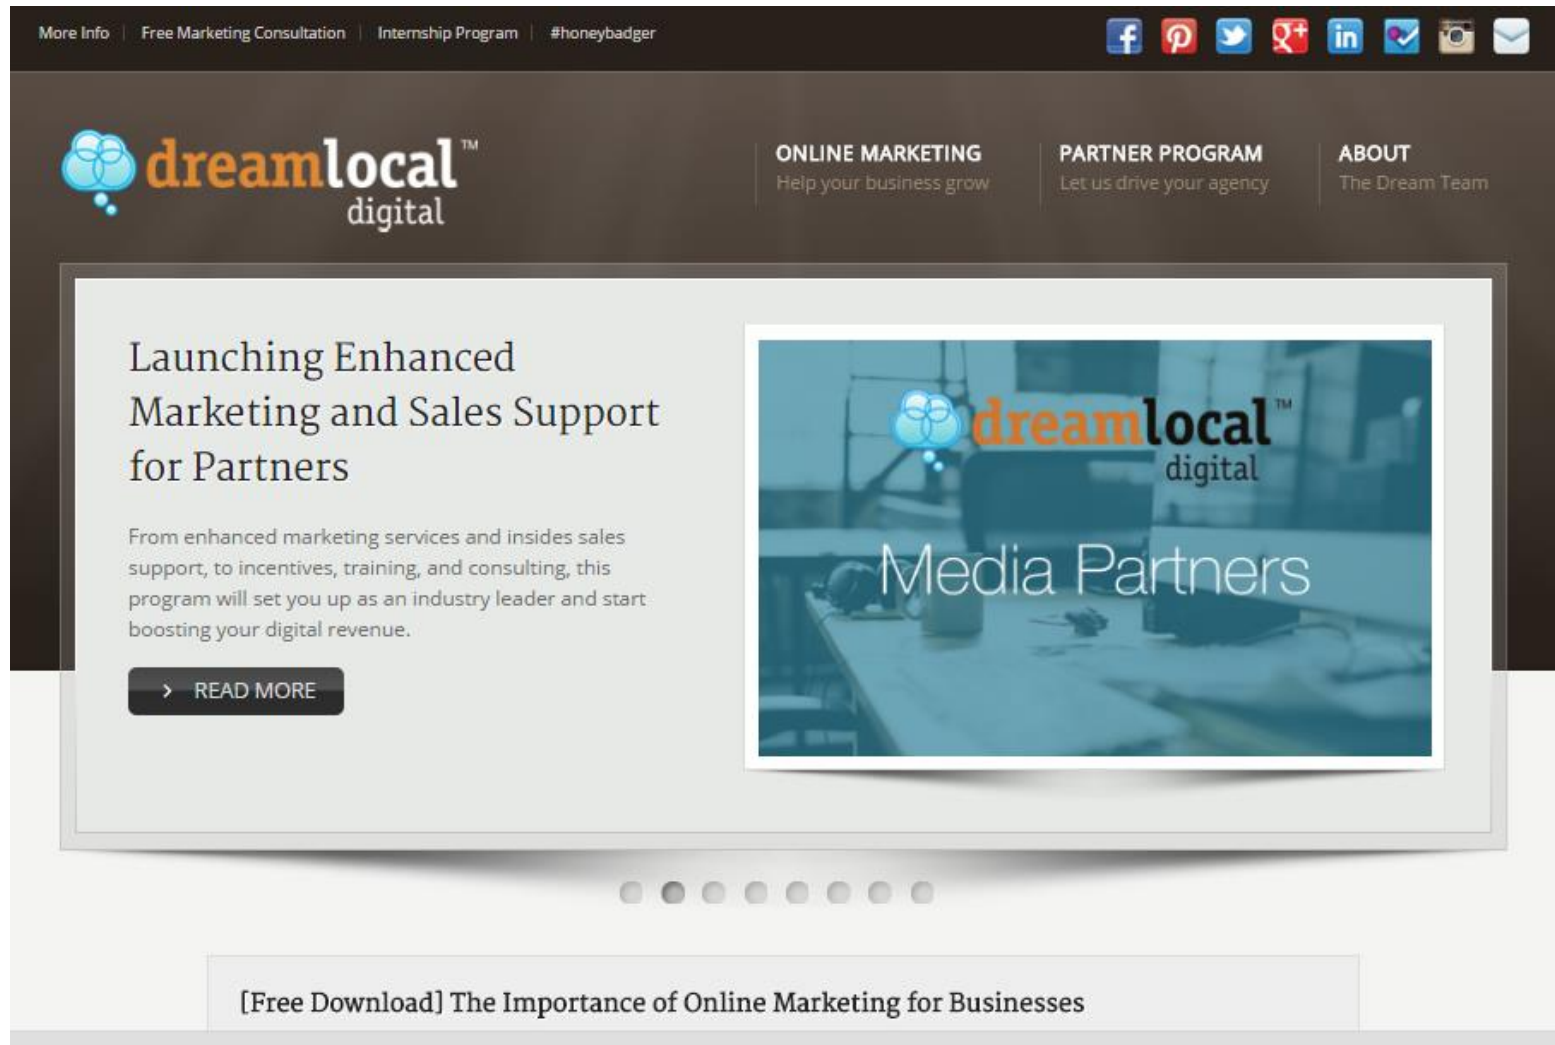 More Info | Free Marketing Consultation | Internship Program | #honeybadger
dreamlocal™
digital
ONLINE MARKETING
Help your business grow
PARTNER PROGRAM
Let us drive your agency
ABOUT
The Dream Team
Launching Enhanced
Marketing and Sales Support
for Partners
From enhanced marketing services and insides sales
support, to incentives, training, and consulting, this
program will set you up as an industry leader and start
boosting your digital revenue.
READ MORE
dreamlocal™
digital
Media Partners
[Free Download] The Importance of Online Marketing for Businesses